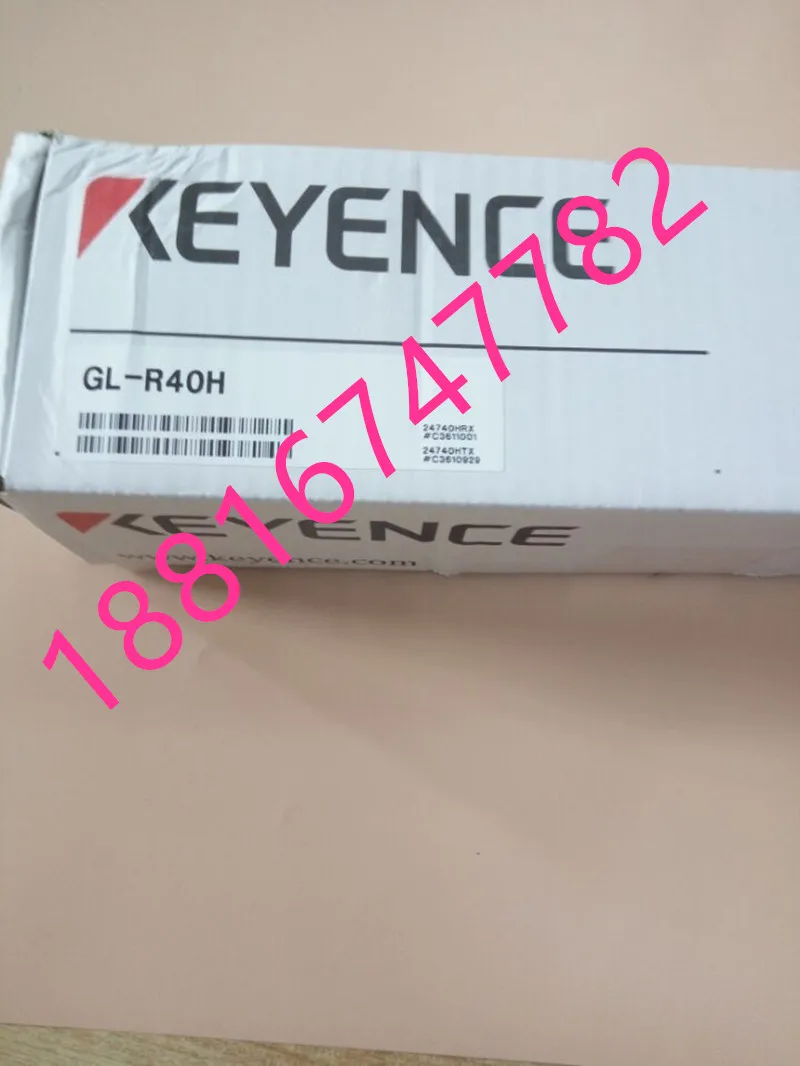 KEYENCE
GL-R40H
24740HRX
#C3611001
24740HTX
#C3610929
KEYENCE
www.keyence.com
18816747782